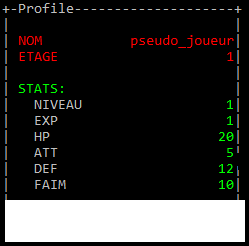 +-Profile------------------+
NOM pseudo_joueur
ETAGE 1
STATS:
NIVEAU 1
EXP 1
HP 20
ATT 5
DEF 12
FAIM 10